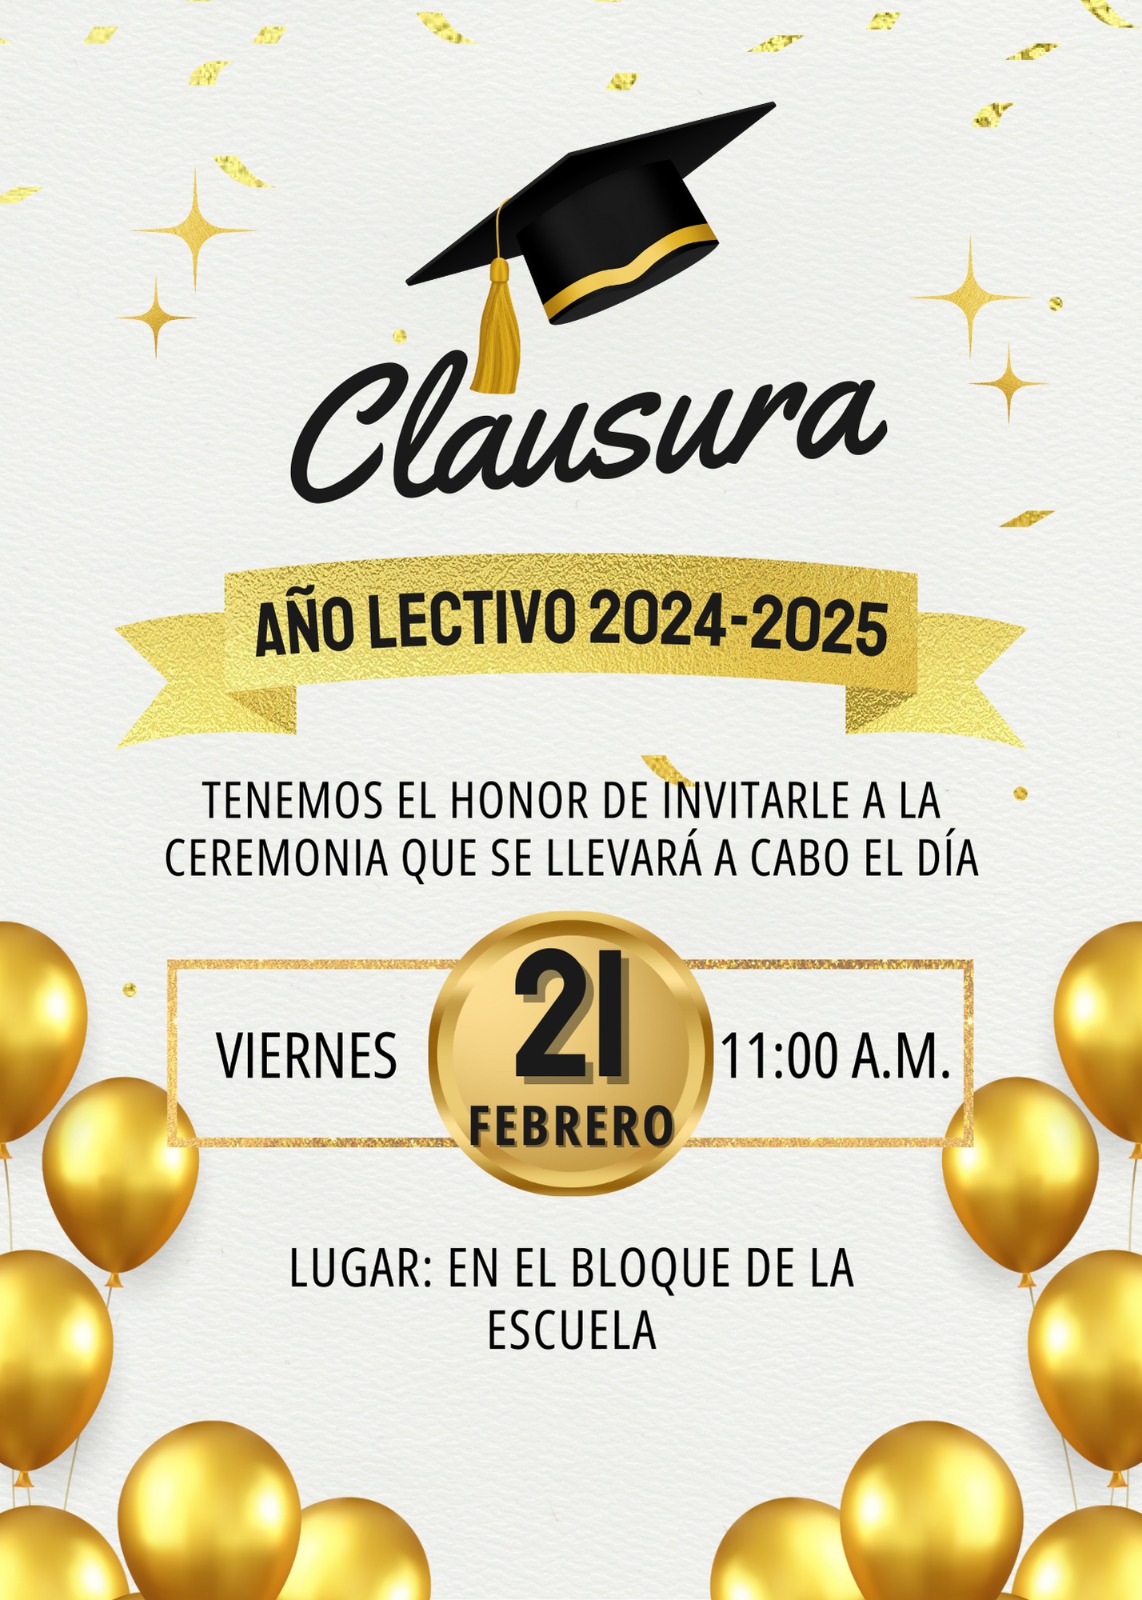 Clausura
AÑO LECTIVO 2024-2025
TENEMOS EL HONOR DE INVITARLE A LA
CEREMONIA QUE SE LLEVARÁ A CABO EL DÍA
VIERNES
21
FEBRERO
11:00 A.M.
LUGAR: EN EL BLOQUE DE LA
ESCUELA